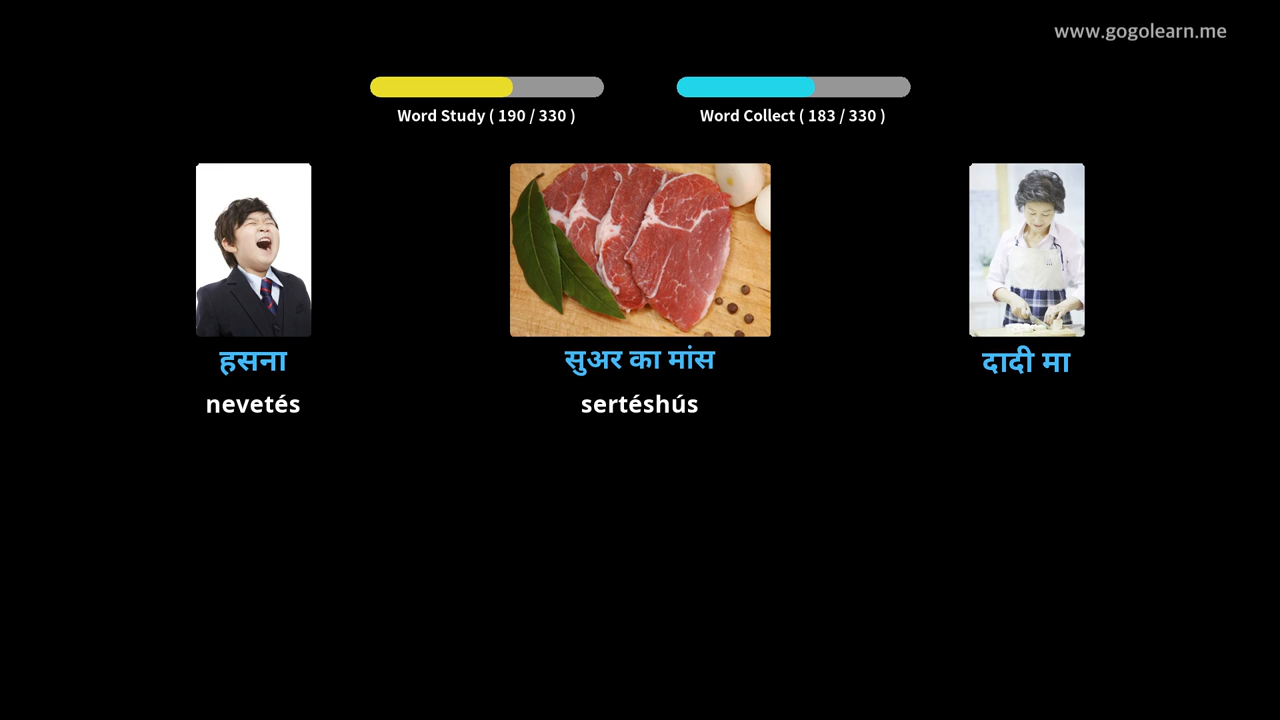 www.gogolearn.me
Word Study ( 190 / 330 )
Word Collect ( 183 / 330 )
हसना
सुअर का मांस
दादी मा
nevetés
sertéshús